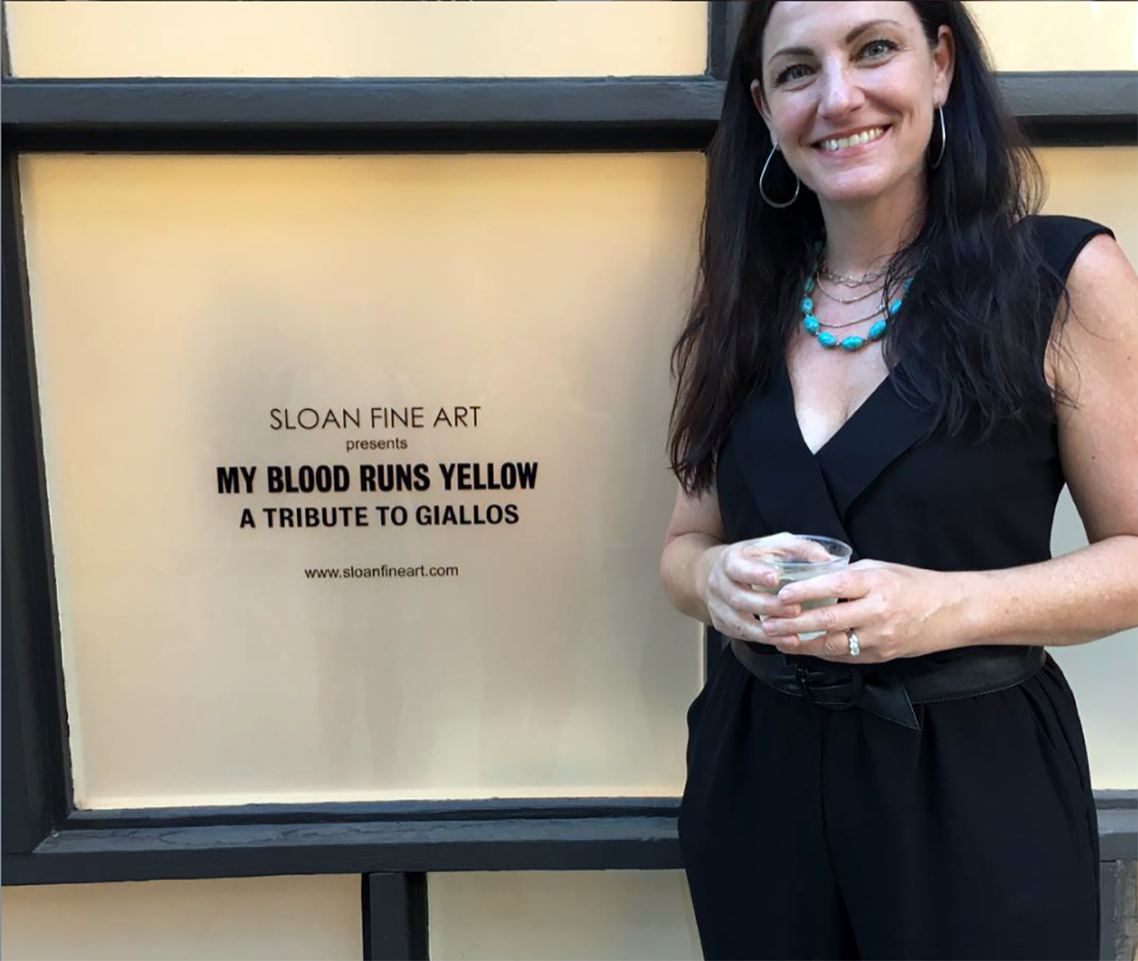 SLOAN FINE ART
presents
MY BLOOD RUNS YELLOW
A TRIBUTE TO GIALLOS
www.sloanfineart.com